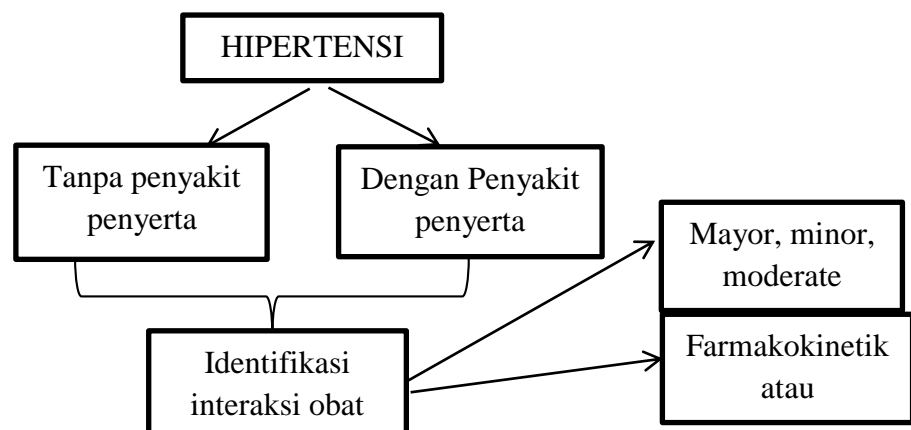 HIPERTENSI
Tanpa penyakit
penyerta
Dengan Penyakit
penyerta
Mayor, minor,
moderate
Identifikasi
interaksi obat
Farmakokinetik
atau